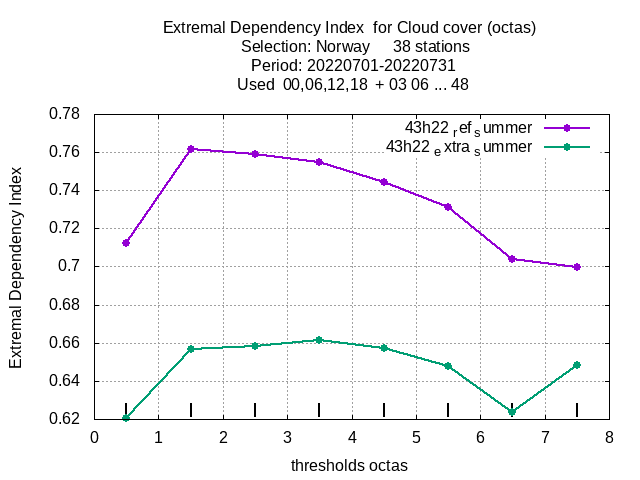 Extremal Dependency Index for Cloud cover (octas)
Selection: Norway 38 stations
Period: 20220701-20220731
Used 00,06,12,18 + 03 06 ... 48
43h22 ref summer
43h22 extra summer
Extremal Dependency Index
0.78
0.76
0.74
0.72
0.7
0.68
0.66
0.64
0.62
0 1 2 3 4 5 6 7 8
thresholds octas